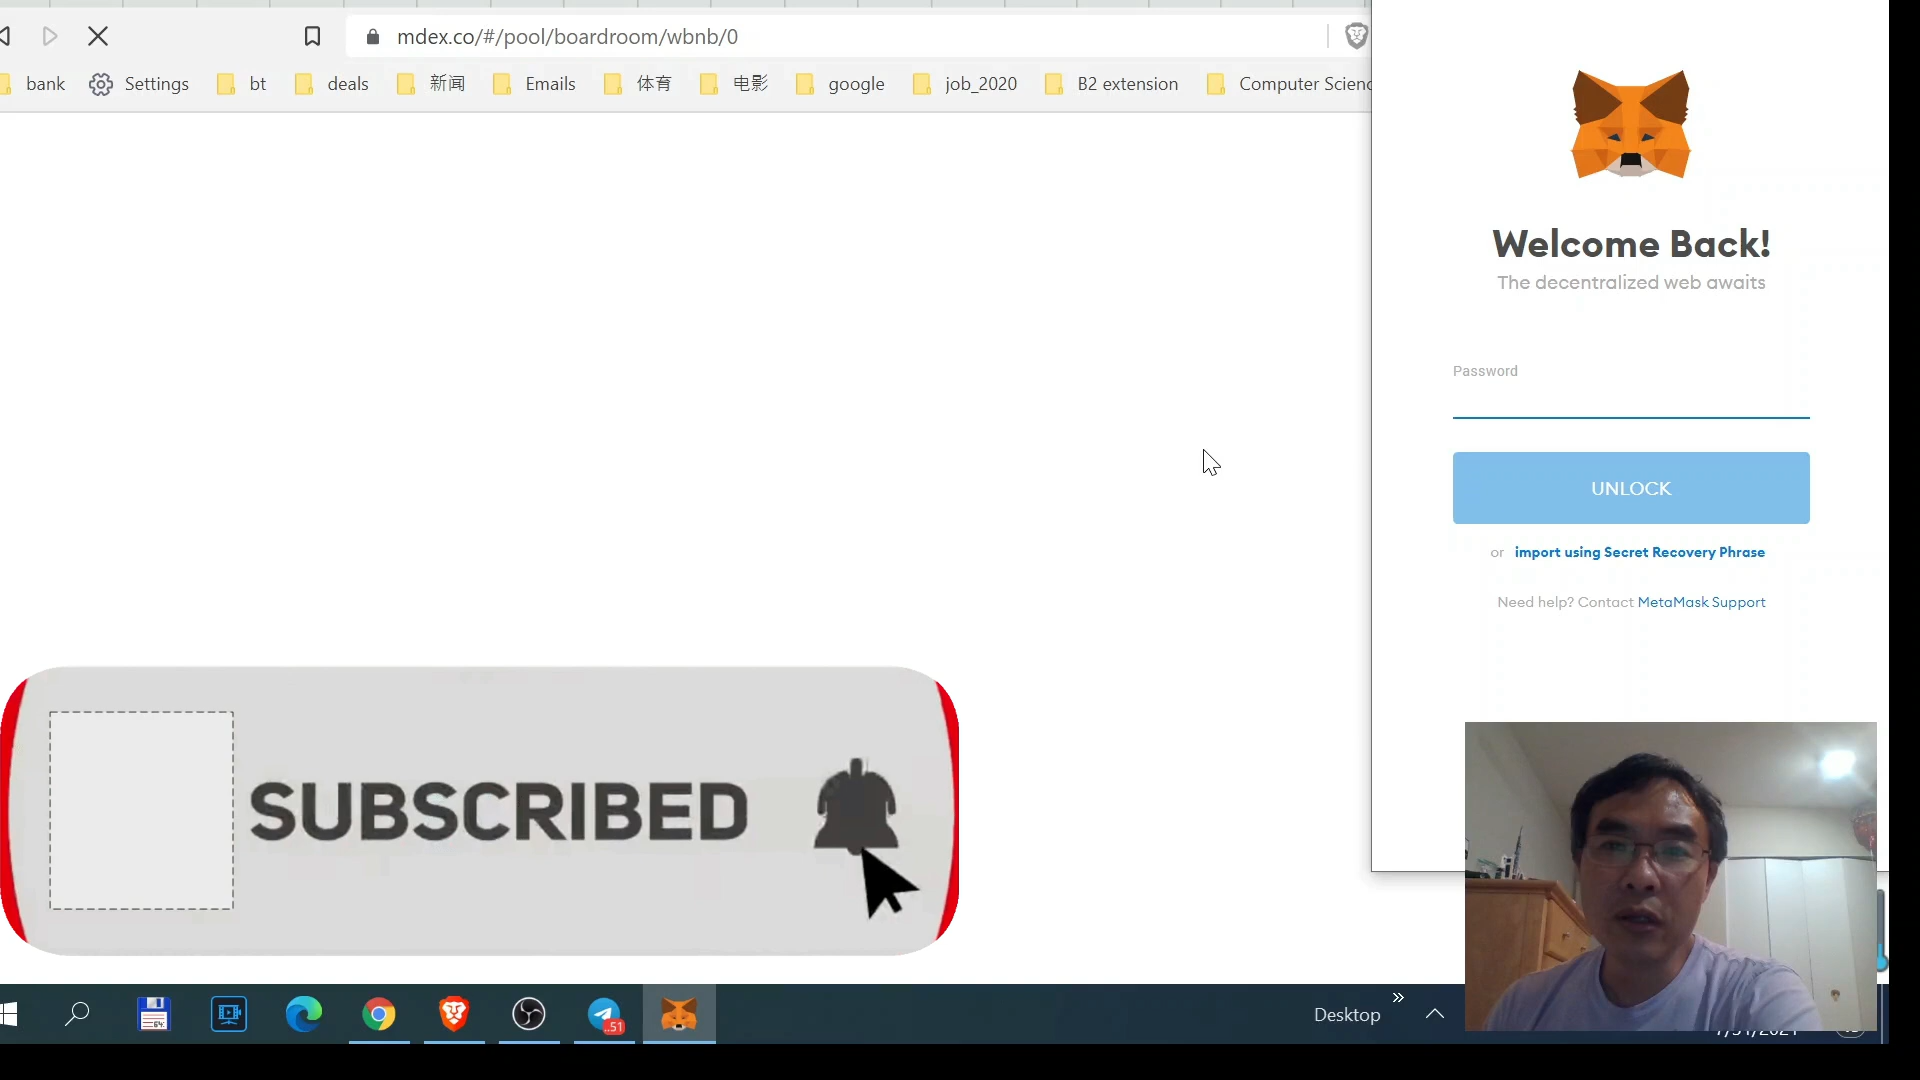 mdex.co/#/pool/boardroom/wbnb/0
bank Settings bt deals 新闻 Emails 体育 电影 google job_2020 B2 extension Computer Scienc
Welcome Back!
The decentralized web awaits
Password
UNLOCK
or import using Secret Recovery Phrase
Need help? Contact MetaMask Support
SUBSCRIBED
64
51
Desktop